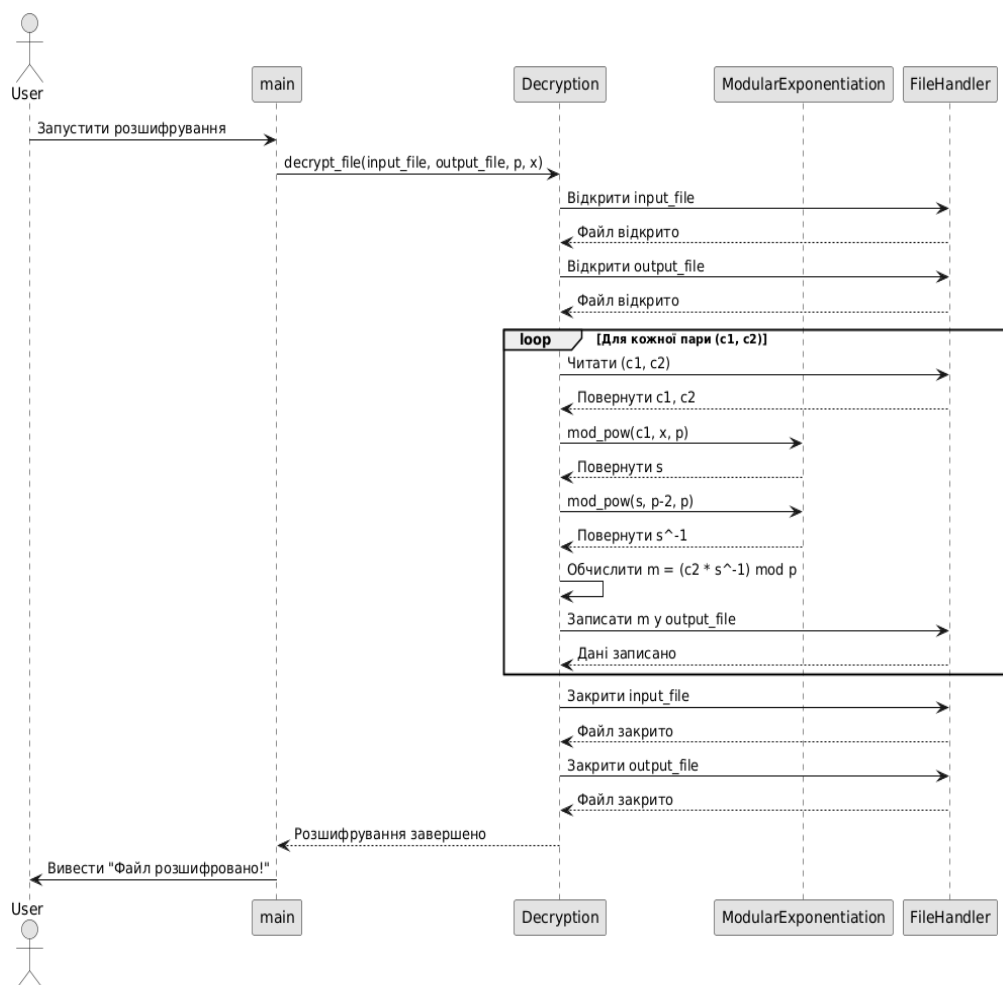 User
main
Decryption
ModularExponentiation
FileHandler
Запустити розшифрування
decrypt_file(input_file, output_file, p, x)
Відкрити input_file
Файл відкрито
Відкрити output_file
Файл відкрито
loop
[Для кожної пари (c1, c2)]
Читати (c1, c2)
Повернути c1, c2
mod_pow(c1, x, p)
Повернути s
mod_pow(s, p-2, p)
Повернути s^-1
Обчислити m = (c2 * s^-1) mod p
Записати m у output_file
Дані записано
Закрити input_file
Файл закрито
Закрити output_file
Файл закрито
Розшифрування завершено
Вивести "Файл розшифровано!"
User
main
Decryption
ModularExponentiation
FileHandler